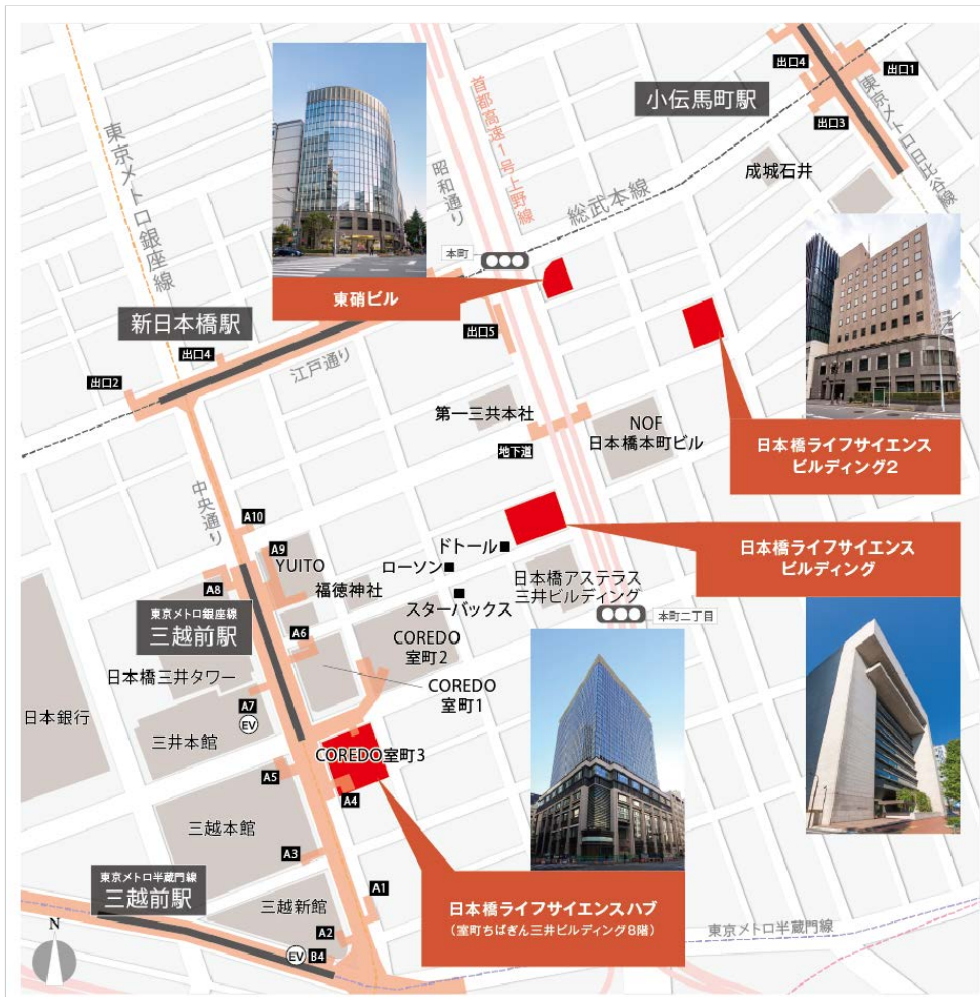 出口4
出口1
小伝馬町駅
出口3
東京メトロ日比谷線
東京メトロ銀座線
昭和通り
首都高速1号上野線
総武本線
成城石井
本町
東硝ビル
新日本橋駅
出口5
出口4
出口2
江戸通り
第一三共本社
地下道
NOF
日本橋本町ビル
日本橋ライフサイエンス
ビルディング2
中央通り
A10
A9
YUITO
ドトール
ローソン
スターバックス
日本橋アステラス
三井ビルディング
日本橋ライフサイエンス
ビルディング
A8
福徳神社
東京メトロ銀座線
三越前駅
A6
COREDO
室町2
本町二丁目
日本橋三井タワー
COREDO
室町1
A7
EV
日本銀行
三井本館
COREDO室町3
A5
A4
三越本館
A3
東京メトロ半蔵門線
三越前駅
A1
三越新館
A2
EV
B4
日本橋ライフサイエンスハブ
(室町ちばぎん三井ビルディング8階)
東京メトロ半蔵門線
N